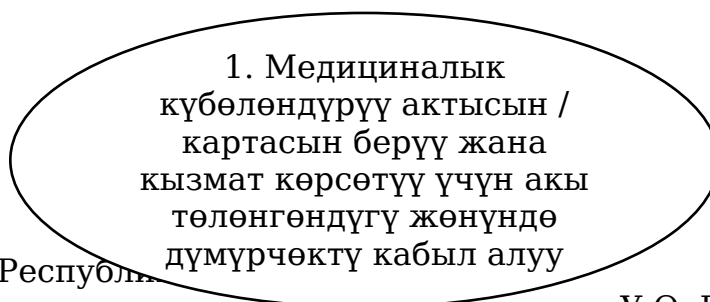 1. Медициналык
күбөлөндүрүү актысын /
картасын берүү жана
кызмат көрсөтүү үчүн акы
төлөнгөндүгү жөнүндө
дүмүрчөктү кабыл алуу